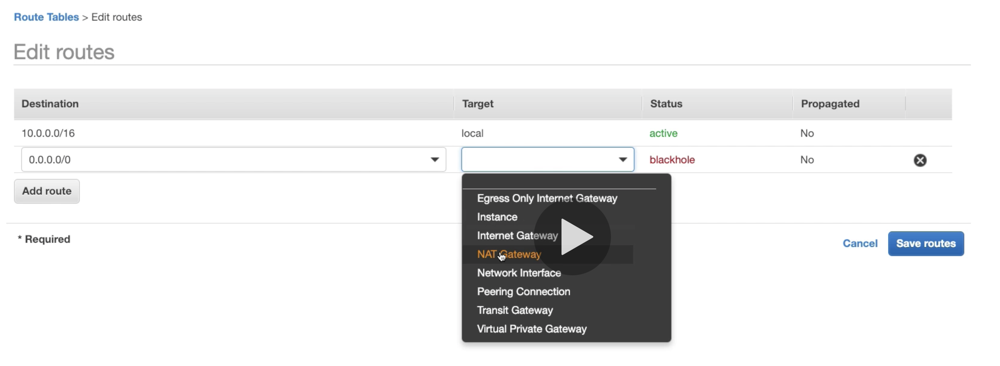 Route Tables > Edit routes
Edit routes
Destination Target Status Propagated
10.0.0.0/16 local active No
0.0.0.0/0 blackhole No
Add route
Egress Only Internet Gateway
Instance
Internet Gateway
NAT Gateway
Network Interface
Peering Connection
Transit Gateway
Virtual Private Gateway
* Required
Cancel Save routes